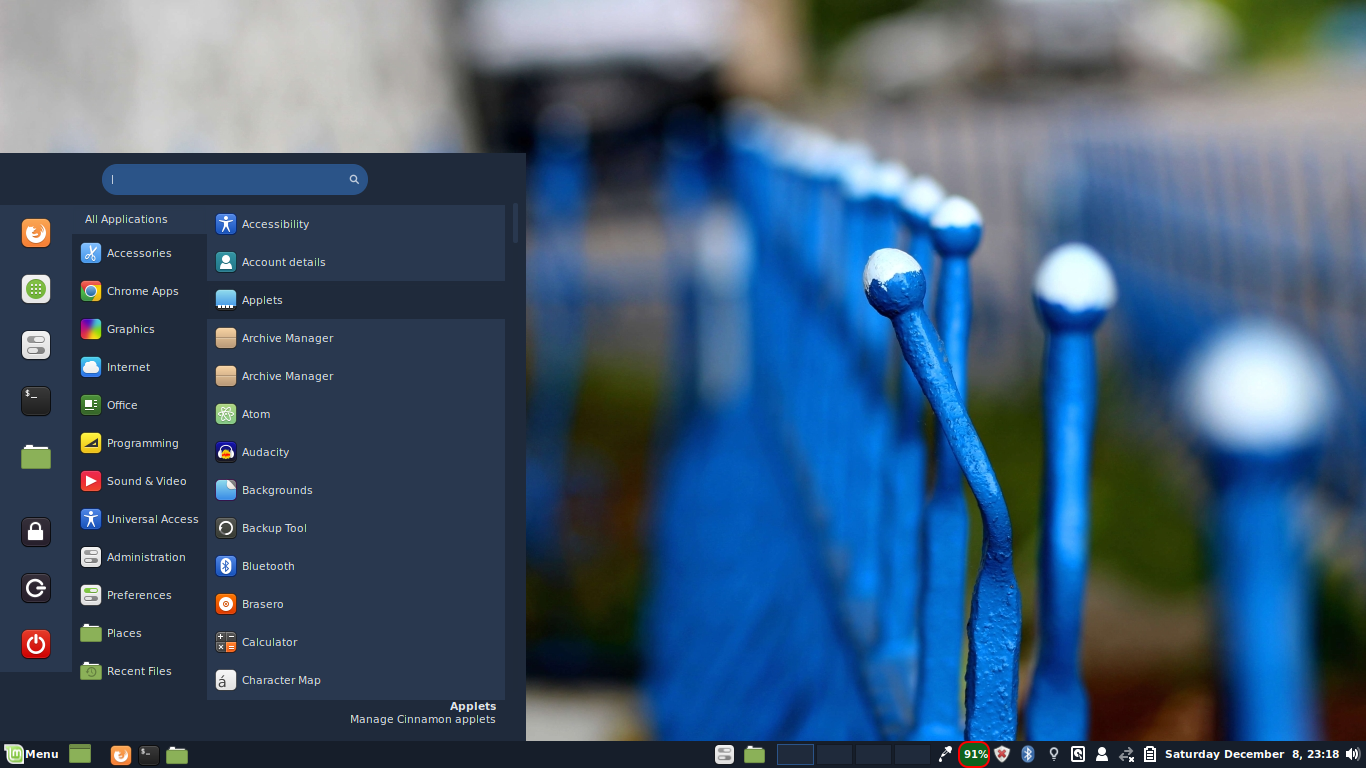 All Applications
Accessories
Chrome Apps
Graphics
Internet
Office
Programming
Sound & Video
Universal Access
Administration
Preferences
Places
Recent Files
Accessibility
Account details
Applets
Archive Manager
Archive Manager
Atom
Audacity
Backgrounds
Backup Tool
Bluetooth
Brasero
Calculator
á Character Map
Applets
Manage Cinnamon applets
$_
Menu
$_
91%
Saturday December 8, 23:18